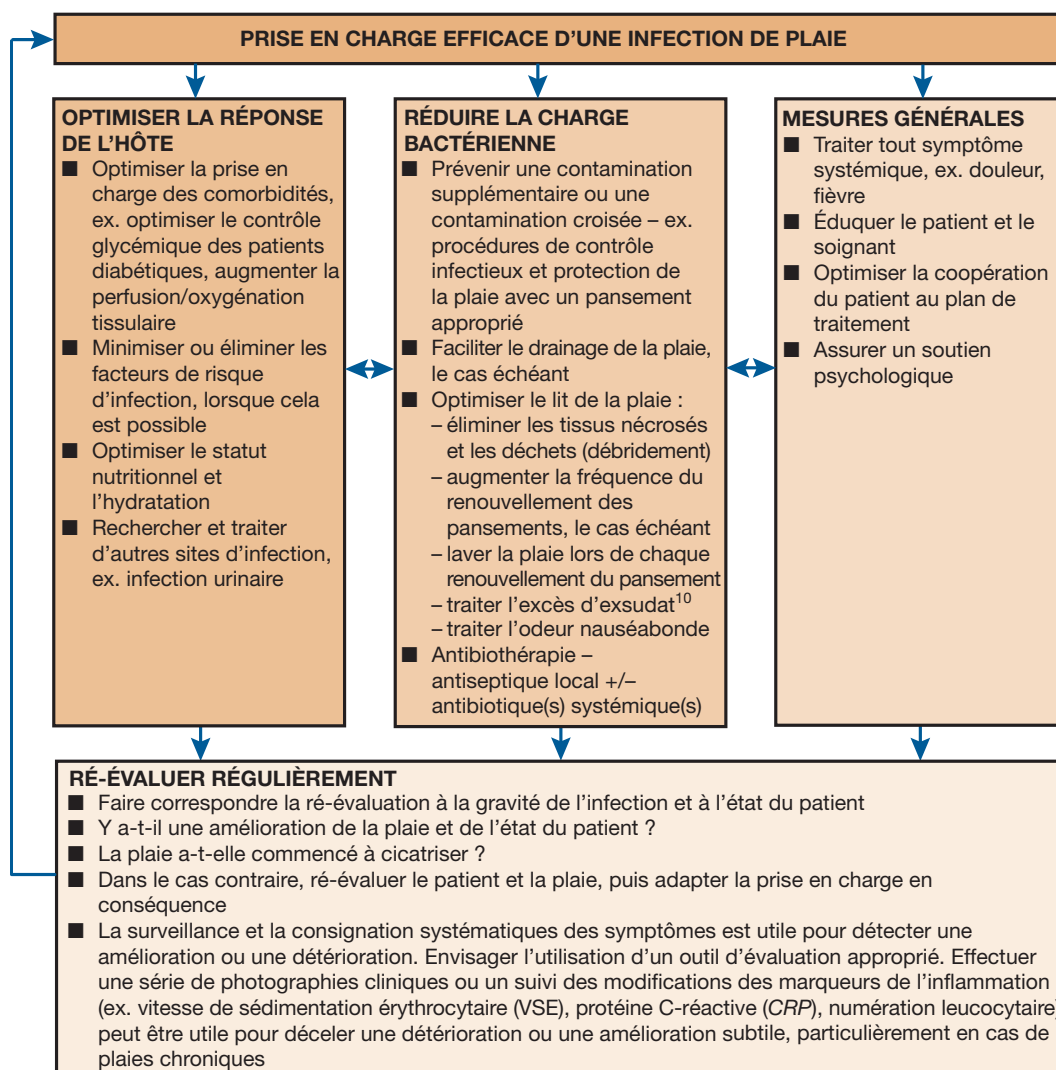 PRISE EN CHARGE EFFICACE D’UNE INFECTION DE PLAIE
OPTIMISER LA RÉPONSE
DE L’HÔTE
■ Optimiser la prise en
charge des comorbidités,
ex. optimiser le contrôle
glycémique des patients
diabétiques, augmenter la
perfusion/oxygénation
tissulaire
■ Minimiser ou éliminer les
facteurs de risque
d’infection, lorsque cela
est possible
■ Optimiser le statut
nutritionnel et
l’hydratation
■ Rechercher et traiter
d’autres sites d’infection,
ex. infection urinaire
RÉDUIRE LA CHARGE
BACTÉRIENNE
■ Prévenir une contamination
supplémentaire ou une
contamination croisée – ex.
procédures de contrôle
infectieux et protection de
la plaie avec un pansement
approprié
■ Faciliter le drainage de la plaie,
le cas échéant
■ Optimiser le lit de la plaie :
– éliminer les tissus nécrosés
et les déchets (débridement)
– augmenter la fréquence du
renouvellement des
pansements, le cas échéant
– laver la plaie lors de chaque
renouvellement du pansement
– traiter l’excès d’exsudat10
– traiter l’odeur nauséabonde
■ Antibiothérapie –
antiseptique local +/–
antibiotique(s) systémique(s)
MESURES GÉNÉRALES
■ Traiter tout symptôme
systémique, ex. douleur,
fièvre
■ Éduquer le patient et le
soignant
■ Optimiser la coopération
du patient au plan de
traitement
■ Assurer un soutien
psychologique
RÉ-ÉVALUER RÉGULIÈREMENT
■ Faire correspondre la ré-évaluation à la gravité de l’infection et à l’état du patient
■ Y a-t-il une amélioration de la plaie et de l’état du patient ?
■ La plaie a-t-elle commencé à cicatriser ?
■ Dans le cas contraire, ré-évaluer le patient et la plaie, puis adapter la prise en charge en
conséquence
■ La surveillance et la consignation systématiques des symptômes est utile pour détecter une
amélioration ou une détérioration. Envisager l’utilisation d’un outil d’évaluation approprié. Effectuer
une série de photographies cliniques ou un suivi des modifications des marqueurs de l’inflammation
(ex. vitesse de sédimentation érythrocytaire (VSE), protéine C-réactive (CRP), numération leucocytaire)
peut être utile pour déceler une détérioration ou une amélioration subtile, particulièrement en cas de
plaies chroniques